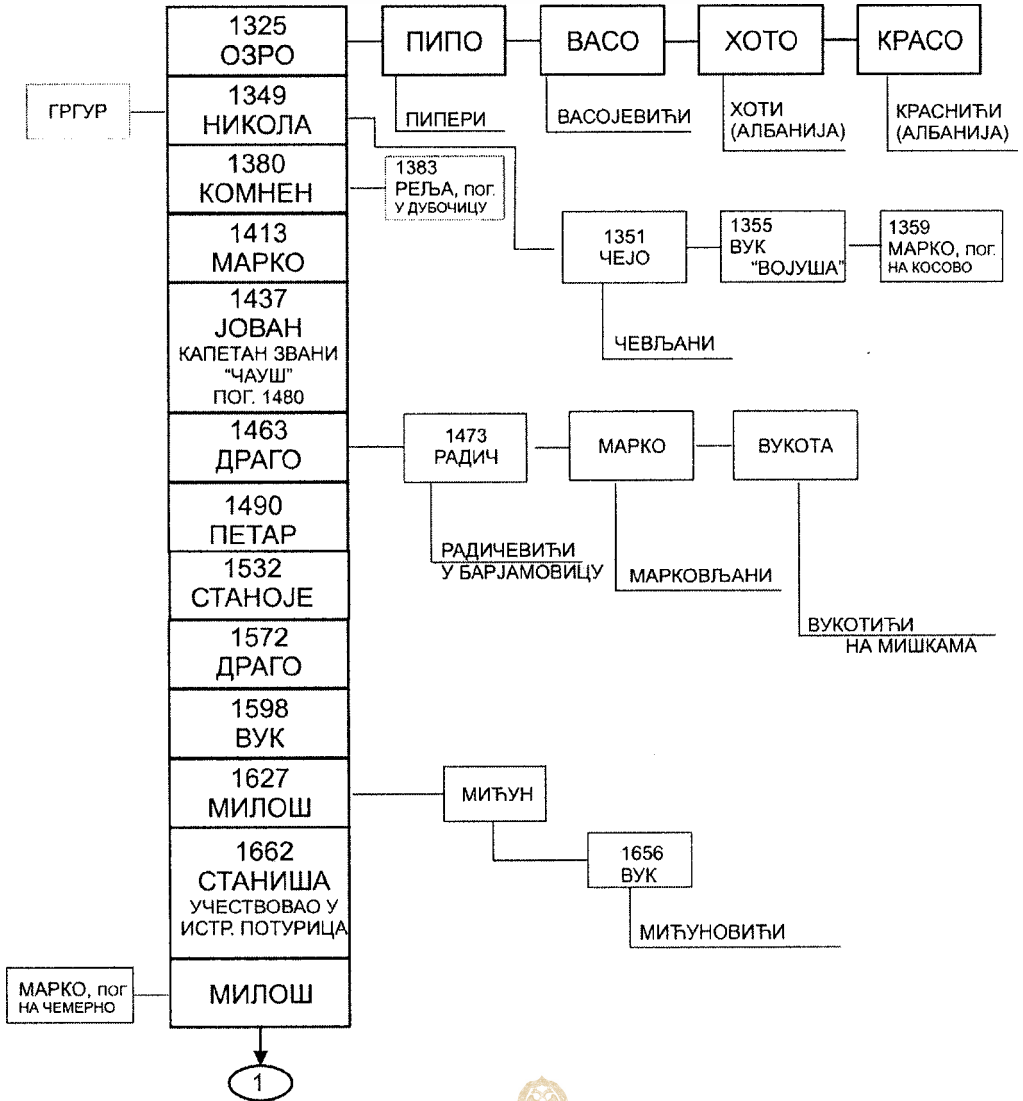 1325
ОЗРО
ПИПО
ВАСО
ХОТО
КРАСО
ГРГУР
1349
НИКОЛА
ПИПЕРИ
ВАСОЈЕВИЋИ
ХОТИ
(АЛБАНИЈА)
КРАСНИЋИ
(АЛБАНИЈА)
1380
КОМНЕН
1383
РЕЉА, ПОГ.
У ДУБОЧИЦУ
1413
МАРКО
1351
ЧЕЈО
1355
ВУК
"ВОЈУША"
1359
МАРКО, ПОГ.
НА КОСОВО
1437
ЈОВАН
КАПЕТАН ЗВАНИ
"ЧАУШ"
ПОГ. 1480
ЧЕВЉАНИ
1463
ДРАГО
1473
РАДИЧ
МАРКО
ВУКОТА
1490
ПЕТАР
РАДИЧЕВИЋИ
У БАРЈАМОВИЦУ
МАРКОВЉАНИ
1532
СТАНОЈЕ
ВУКОТИЋИ
НА МИШКАМА
1572
ДРАГО
1598
ВУК
1627
МИЛОШ
МИЋУН
1662
СТАНИША
УЧЕСТВОВАО У
ИСТР. ПОТУРИЦА
1656
ВУК
МИЋУНОВИЋИ
МАРКО, ПОГ
НА ЧЕМЕРНО
МИЛОШ
1